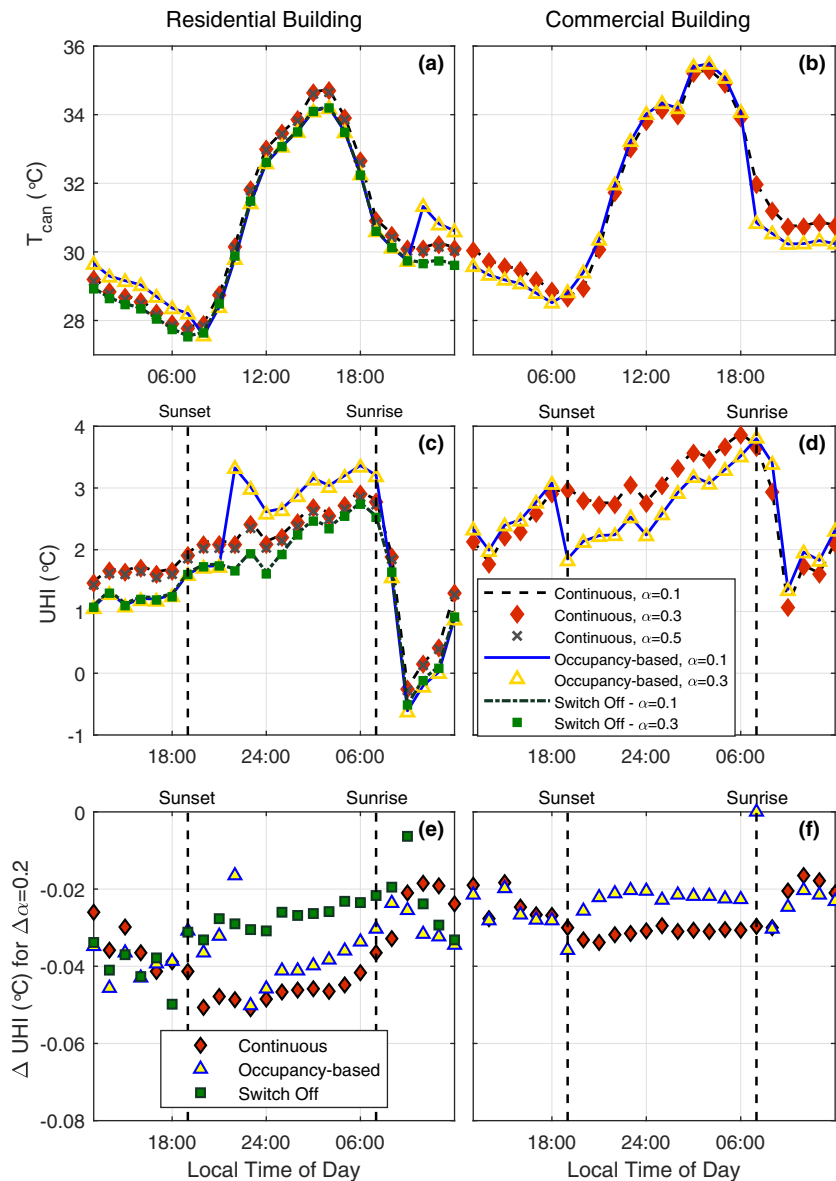 Residential Building
Commercial Building
(a)
(b)
36
34
32
30
28
T_can (°C)
06:00
12:00
18:00
06:00
12:00
18:00
Sunset
Sunrise
Sunset
Sunrise
(c)
(d)
4
3
2
1
0
-1
UHI (°C)
Continuous, α=0.1
Continuous, α=0.3
Continuous, α=0.5
Occupancy-based, α=0.1
Occupancy-based, α=0.3
Switch Off - α=0.1
Switch Off - α=0.3
18:00
24:00
06:00
18:00
24:00
06:00
Sunset
Sunrise
Sunset
Sunrise
(e)
(f)
0
-0.02
-0.04
-0.06
-0.08
Δ UHI (°C) for Δα=0.2
Continuous
Occupancy-based
Switch Off
18:00
24:00
06:00
18:00
24:00
06:00
Local Time of Day
Local Time of Day